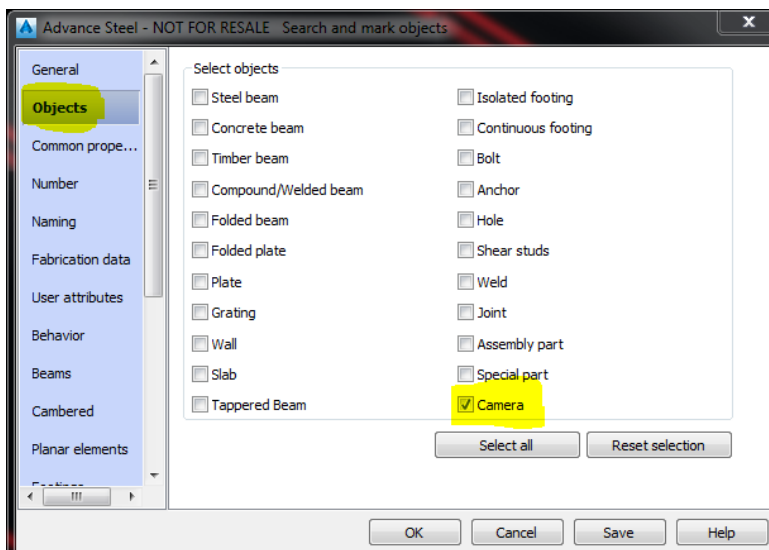 Advance Steel - NOT FOR RESALE Search and mark objects
x
General
Objects
Common prope...
Number
Naming
Fabrication data
User attributes
Behavior
Beams
Cambered
Planar elements
Select objects
Steel beam
Concrete beam
Timber beam
Compound/Welded beam
Folded beam
Folded plate
Plate
Grating
Wall
Slab
Tappered Beam
Isolated footing
Continuous footing
Bolt
Anchor
Hole
Shear studs
Weld
Joint
Assembly part
Special part
Camera
Select all
Reset selection
OK
Cancel
Save
Help